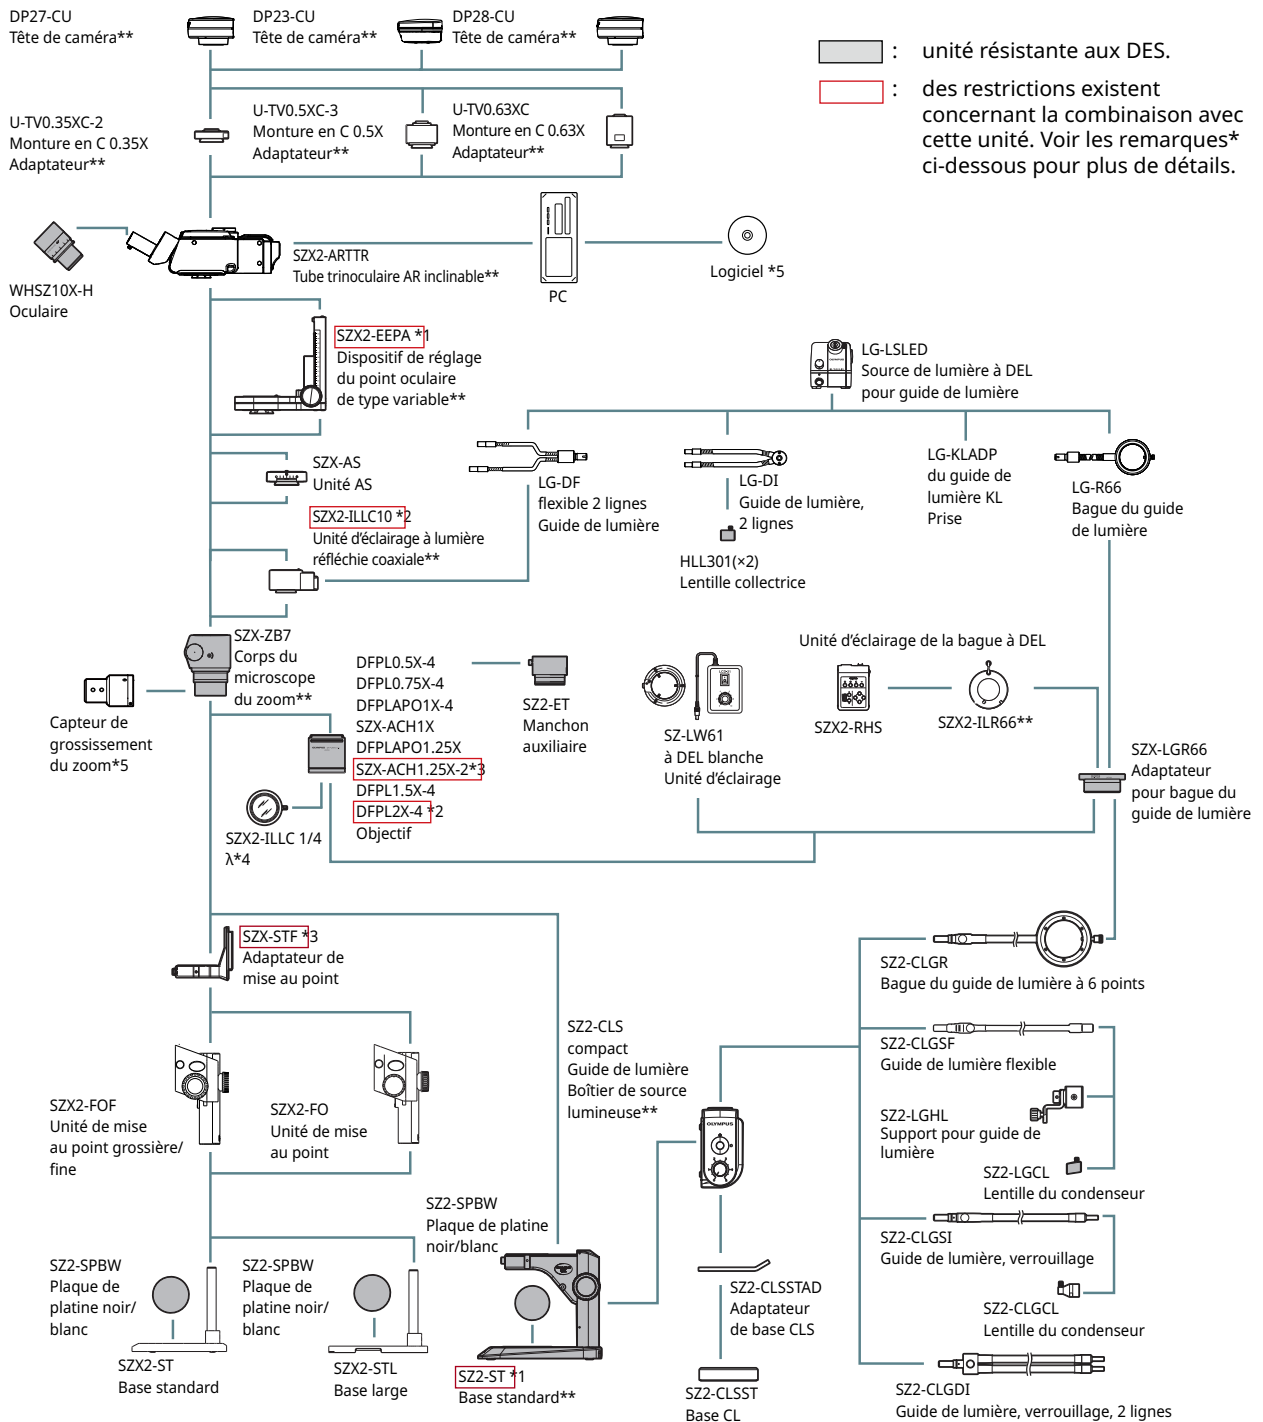 DP27-CU
Tête de caméra**
DP23-CU
Tête de caméra**
DP28-CU
Tête de caméra**
: unité résistante aux DES.
: des restrictions existent
concernant la combinaison avec
cette unité. Voir les remarques*
ci-dessous pour plus de détails.
U-TV0.35XC-2
Monture en C 0.35X
Adaptateur**
U-TV0.5XC-3
Monture en C 0.5X
Adaptateur**
U-TV0.63XC
Monture en C 0.63X
Adaptateur**
WHSZ10X-H
Oculaire
SZX2-ARTTR
Tube trinoculaire AR inclinable**
PC
Logiciel *5
SZX2-EEPA *1
Dispositif de réglage
du point oculaire
de type variable**
LG-LSLED
Source de lumière à DEL
pour guide de lumière
SZX-AS
Unité AS
LG-DF
flexible 2 lignes
Guide de lumière
LG-DI
Guide de lumière,
2 lignes
LG-KLADP
du guide de
lumière KL
Prise
LG-R66
Bague du guide
de lumière
SZX2-ILLC10 *2
Unité d'éclairage à lumière
réfléchie coaxiale**
HLL301(×2)
Lentille collectrice
SZX-ZB7
Corps du
microscope
du zoom**
Capteur de
grossissement
du zoom*5
DFPL0.5X-4
DFPL0.75X-4
DFPLAPO1X-4
SZX-ACH1X
DFPLAPO1.25X
SZX-ACH1.25X-2*3
DFPL1.5X-4
DFPL2X-4 *2
Objectif
SZ2-ET
Manchon
auxiliaire
SZ-LW61
à DEL blanche
Unité d'éclairage
Unité d'éclairage de la bague à DEL
SZX2-RHS
SZX2-ILR66**
SZX-LGR66
Adaptateur
pour bague du
guide de lumière
SZX2-ILLC 1/4
λ*4
SZX-STF *3
Adaptateur de
mise au point
SZ2-CLGR
Bague du guide de lumière à 6 points
SZ2-CLS
compact
Guide de lumière
Boîtier de source
lumineuse**
OLYMPUS
SZ2-CLGSF
Guide de lumière flexible
SZX2-FOF
Unité de mise
au point grossière/
fine
SZX2-FO
Unité de mise
au point
SZ2-LGHL
Support pour guide de
lumière
SZ2-LGCL
Lentille du condenseur
SZ2-SPBW
Plaque de platine
noir/blanc
SZ2-CLGSI
Guide de lumière, verrouillage
SZ2-SPBW
Plaque de
platine noir/
blanc
SZ2-SPBW
Plaque de
platine noir/
blanc
SZ2-CLSSTAD
Adaptateur
de base CLS
SZ2-CLGCL
Lentille du condenseur
SZX2-ST
Base standard
SZX2-STL
Base large
SZ2-ST *1
Base standard**
SZ2-CLSST
Base CL
SZ2-CLGDI
Guide de lumière, verrouillage, 2 lignes